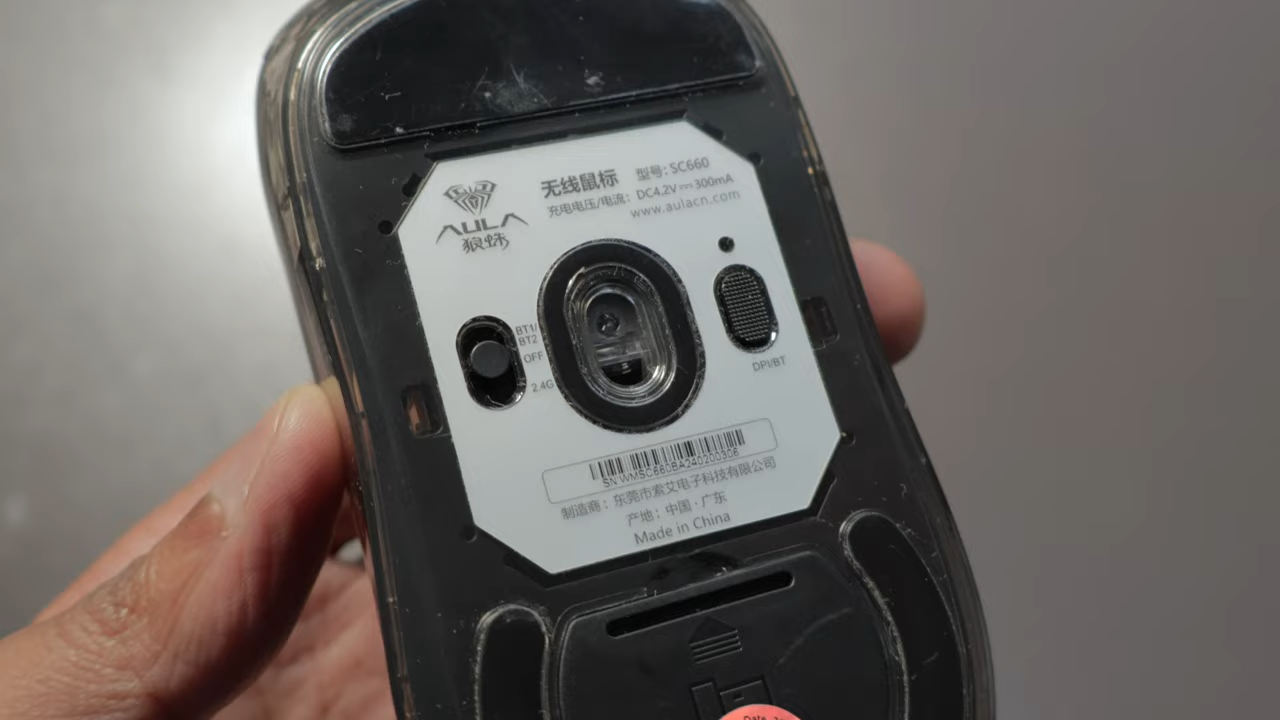 AULA
狼蛛
无线鼠标 型号: SC660
充电电压/电流: DC4.2V⎓300mA
www.aulacn.com
BT1/
BT2
OFF
2.4G
DPI/BT
SN WMSC660BA240200306
制造商: 东莞市索艾电子科技有限公司
产地: 中国·广东
Made in China
Date